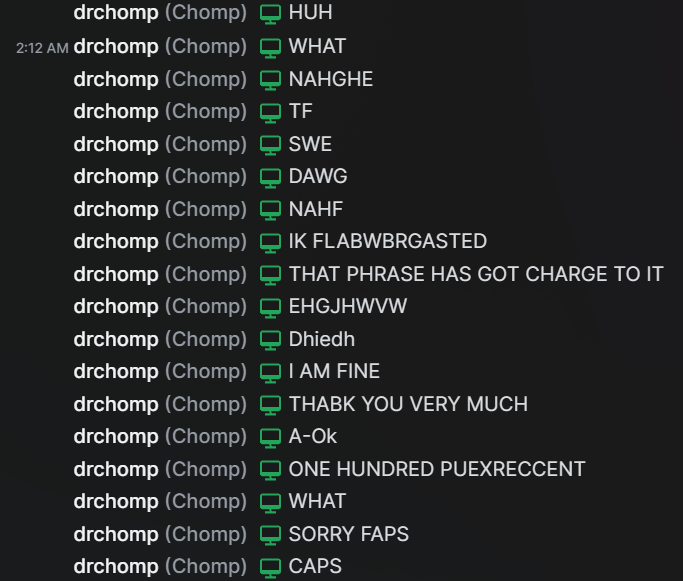 drchomp (Chomp) HUH
2:12 AM drchomp (Chomp) WHAT
drchomp (Chomp) NAHGHE
drchomp (Chomp) TF
drchomp (Chomp) SWE
drchomp (Chomp) DAWG
drchomp (Chomp) NAHF
drchomp (Chomp) IK FLABWBRGASTED
drchomp (Chomp) THAT PHRASE HAS GOT CHARGE TO IT
drchomp (Chomp) EHGJHWVW
drchomp (Chomp) Dhiedh
drchomp (Chomp) I AM FINE
drchomp (Chomp) THABK YOU VERY MUCH
drchomp (Chomp) A-Ok
drchomp (Chomp) ONE HUNDRED PUEXRECCENT
drchomp (Chomp) WHAT
drchomp (Chomp) SORRY FAPS
drchomp (Chomp) CAPS